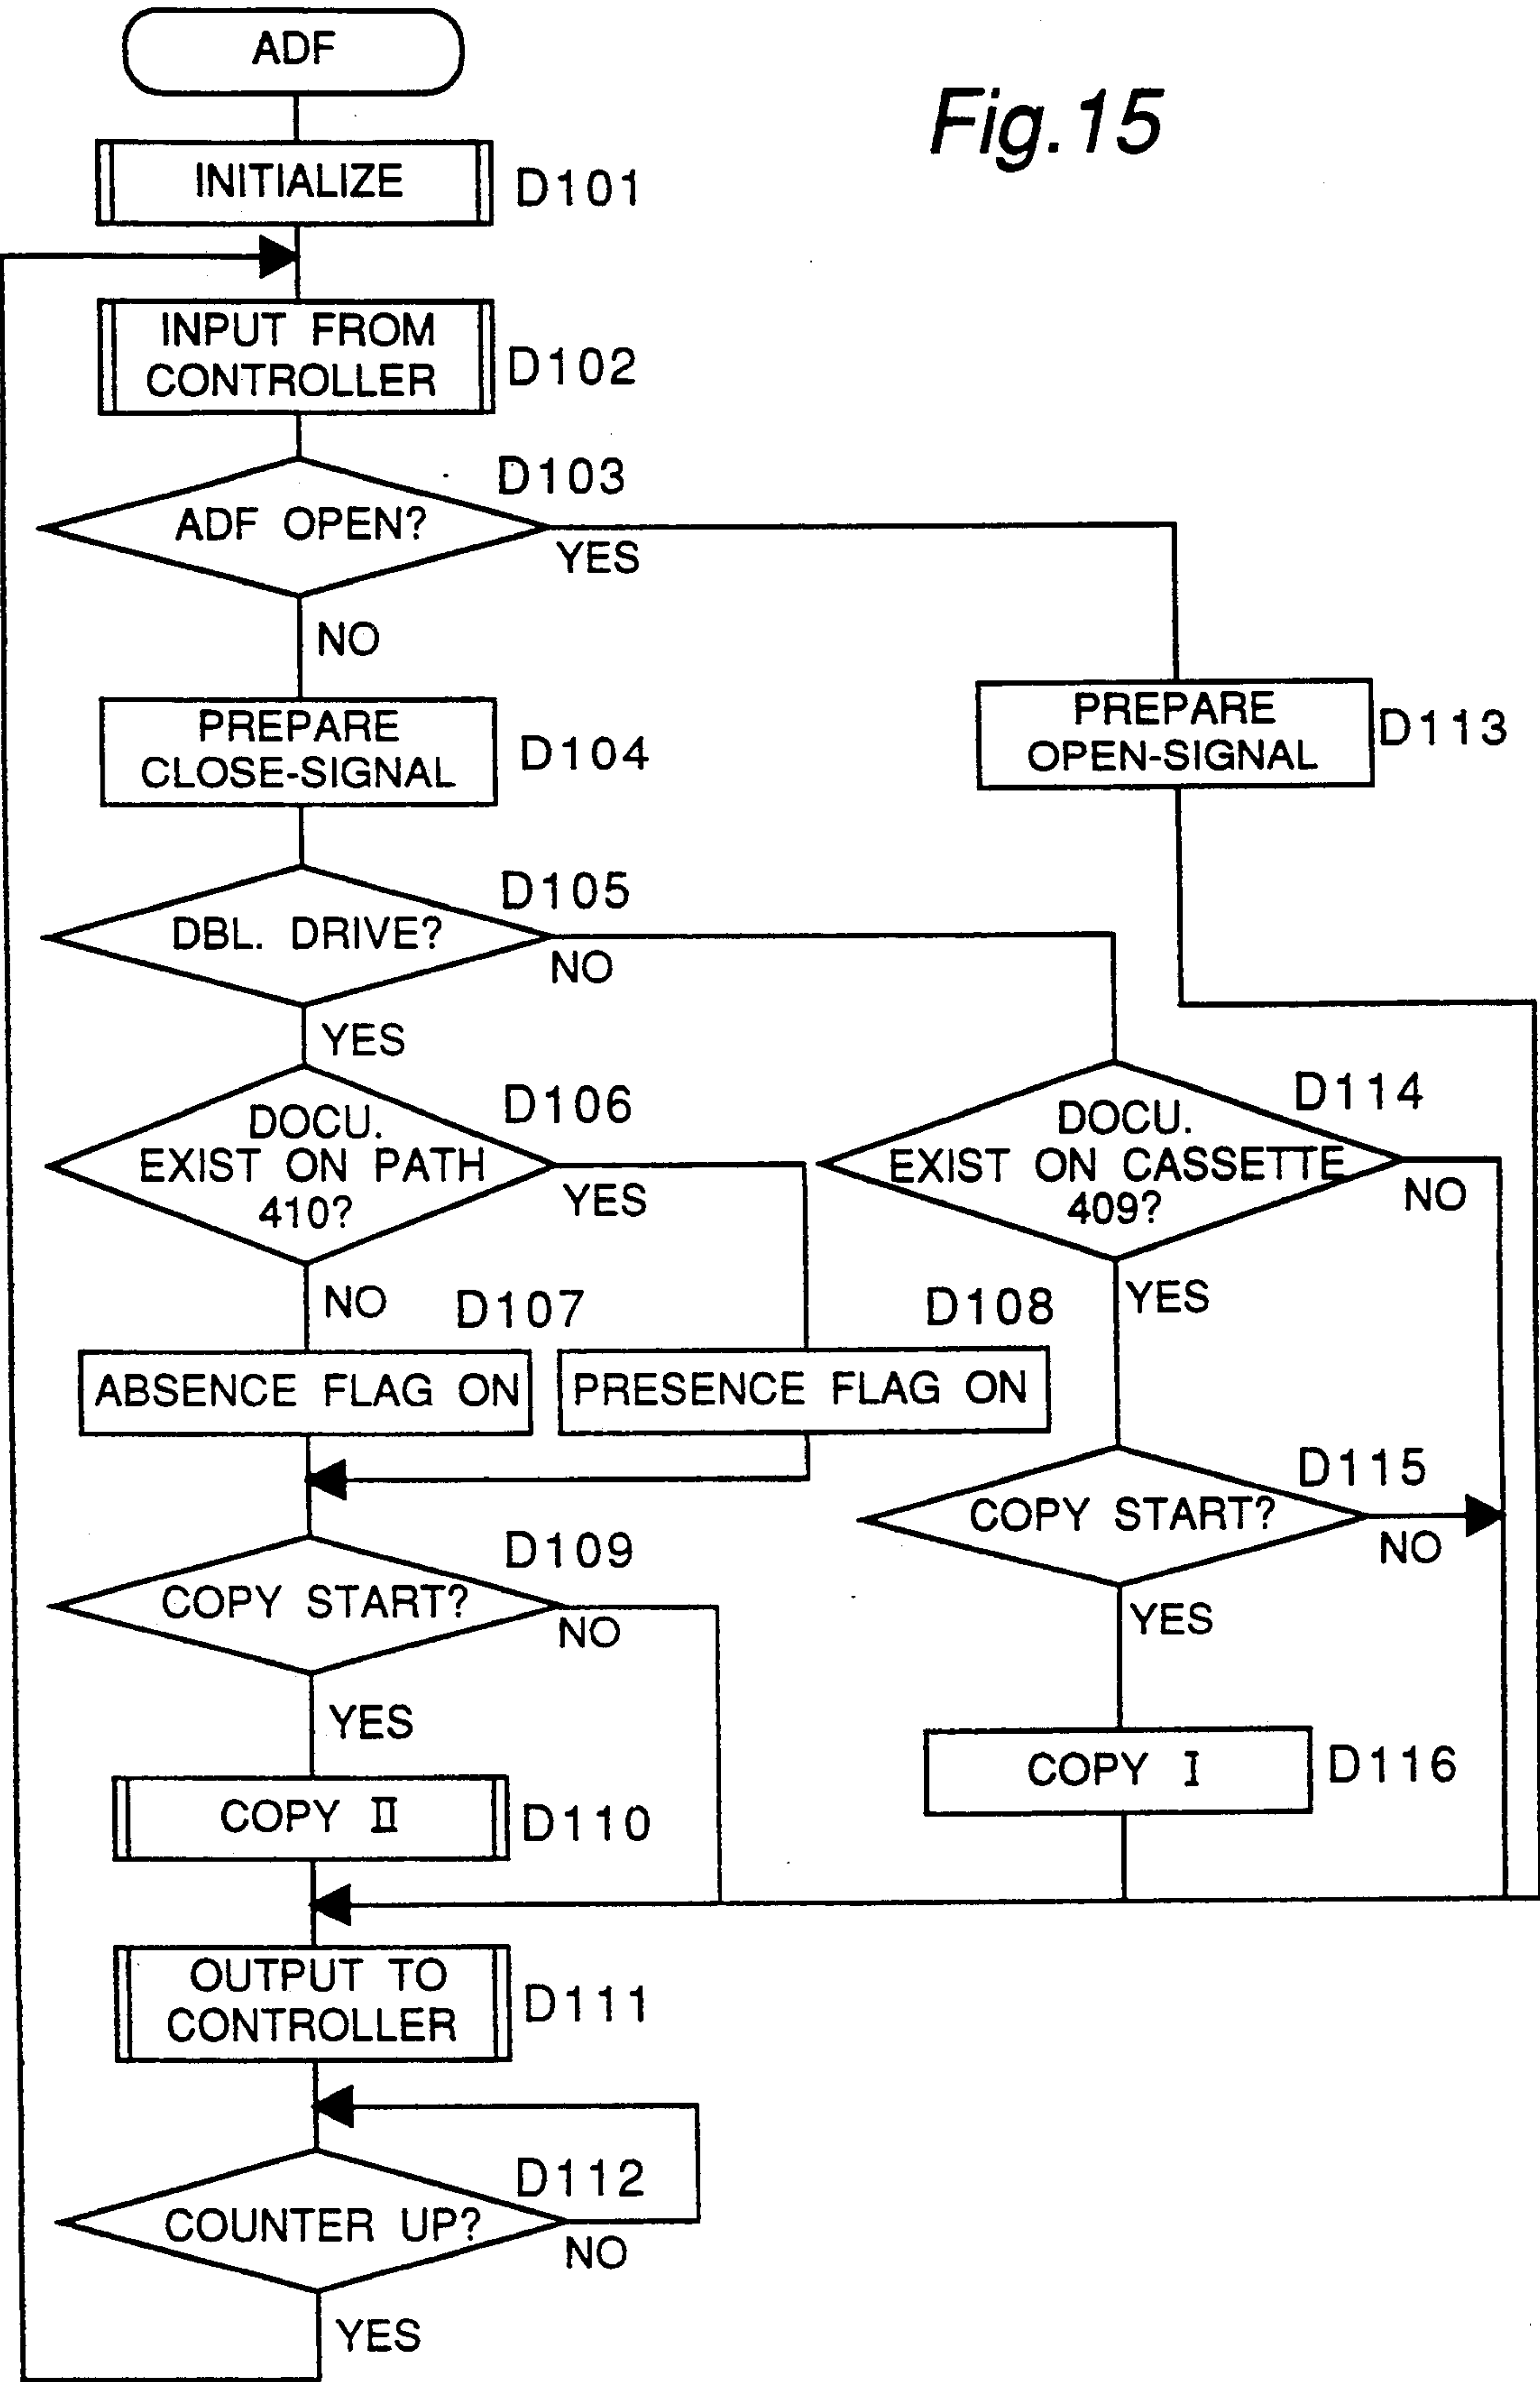 ADF
Fig.15
INITIALIZE
D101
INPUT FROM
CONTROLLER
D102
D103
ADF OPEN?
YES
NO
PREPARE
CLOSE-SIGNAL
D104
PREPARE
OPEN-SIGNAL
D113
D105
DBL. DRIVE?
NO
YES
D106
DOCU.
EXIST ON PATH
410?
YES
NO
D114
DOCU.
EXIST ON CASSETTE
409?
NO
YES
D107
ABSENCE FLAG ON
D108
PRESENCE FLAG ON
D115
COPY START?
NO
YES
D109
COPY START?
NO
YES
COPY II
D110
COPY I
D116
OUTPUT TO
CONTROLLER
D111
D112
COUNTER UP?
NO
YES